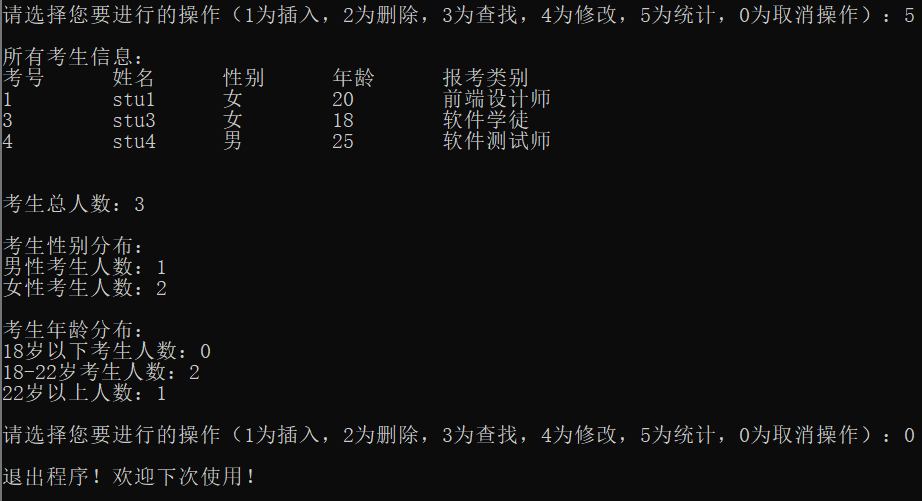 请选择您要进行的操作（1为插入，2为删除，3为查找，4为修改，5为统计，0为取消操作）：5
所有考生信息：
考号 姓名 性别 年龄 报考类别
1 stu1 女 20 前端设计师
3 stu3 女 18 软件学徒
4 stu4 男 25 软件测试师
考生总人数：3
考生性别分布：
男性考生人数：1
女性考生人数：2
考生年龄分布：
18岁以下考生人数：0
18-22岁考生人数：2
22岁以上人数：1
请选择您要进行的操作（1为插入，2为删除，3为查找，4为修改，5为统计，0为取消操作）：0
退出程序！欢迎下次使用！